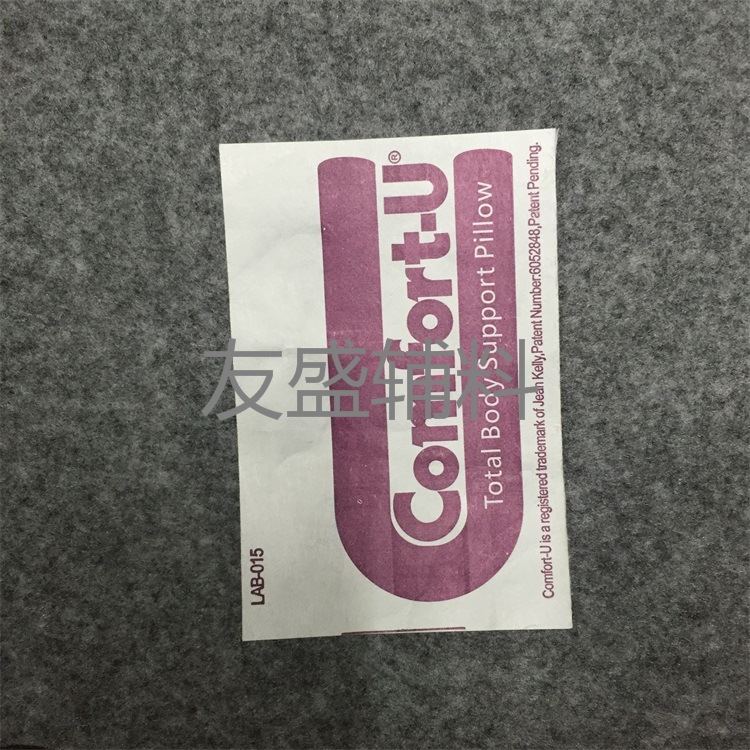 LAB-015
Comfort-U®
Total Body Support Pillow
Comfort-U is a registered trademark of Jean Kelly,Patent Number:6052848,Patent Pending.
友盛辅料